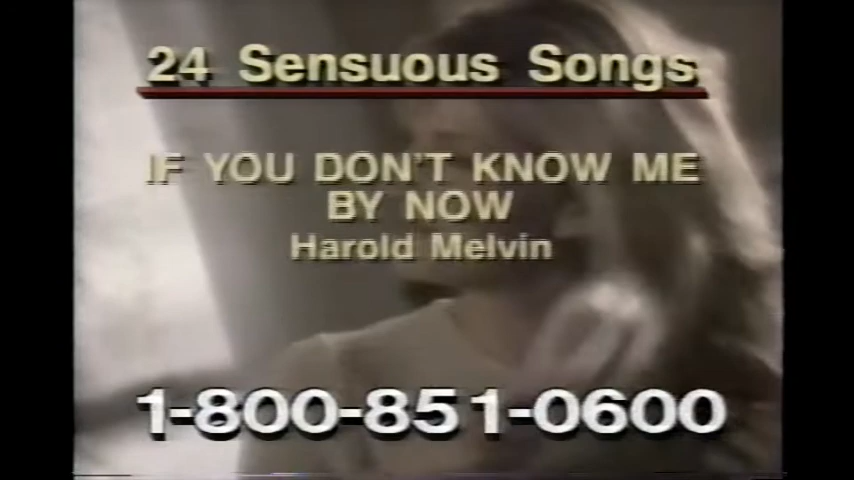 24 Sensuous Songs
IF YOU DON'T KNOW ME
BY NOW
Harold Melvin
1-800-851-0600